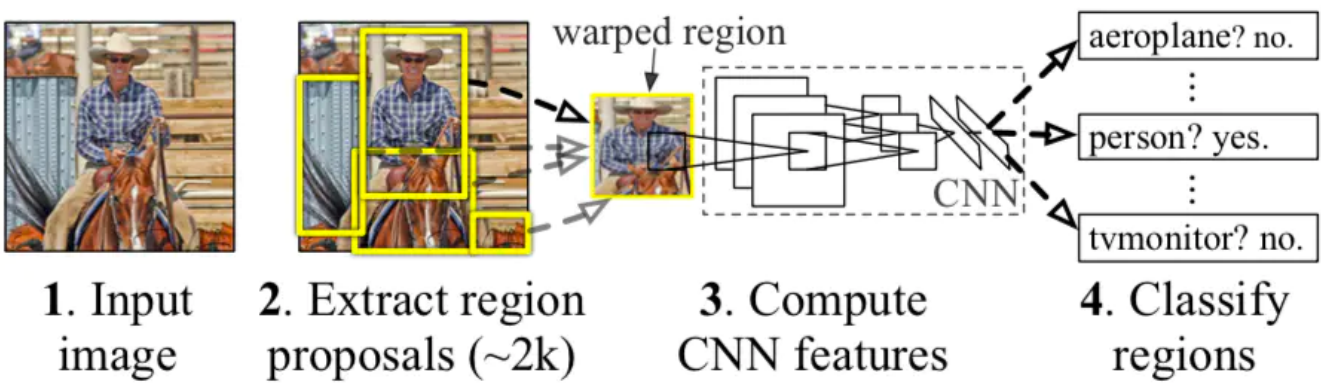 warped region
aeroplane? no.
person? yes.
CNN
tvmonitor? no.
1. Input
image
2. Extract region
proposals (~2k)
3. Compute
CNN features
4. Classify
regions